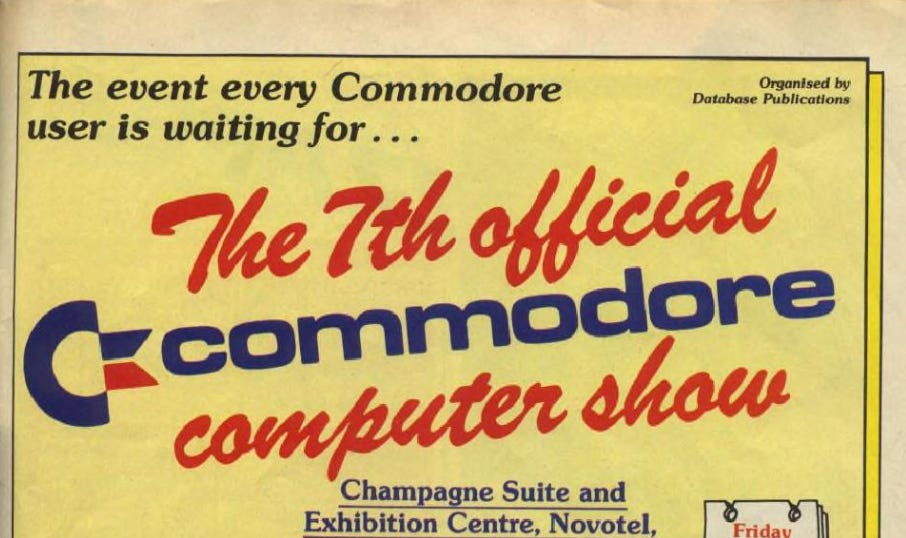 The event every Commodore
user is waiting for...
Organised by
Database Publications
The 7th official
commodore
computer show
Champagne Suite and
Exhibition Centre, Novotel,
Friday